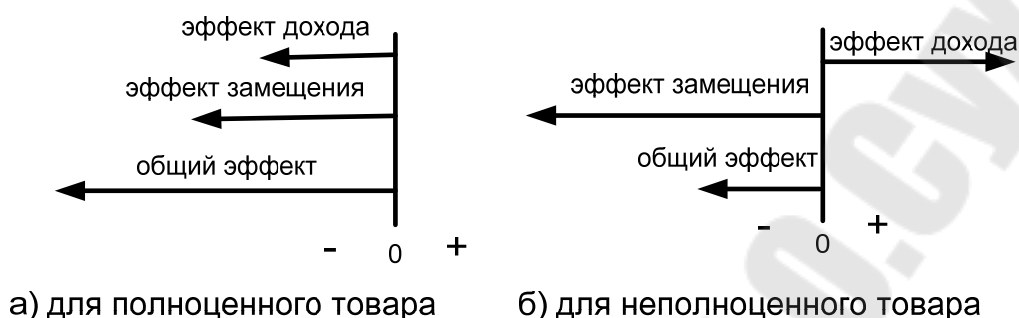 эффект дохода
эффект замещения
общий эффект
- 0 +
а) для полноценного товара
эффект дохода
эффект замещения
общий эффект
- 0 +
б) для неполноценного товара